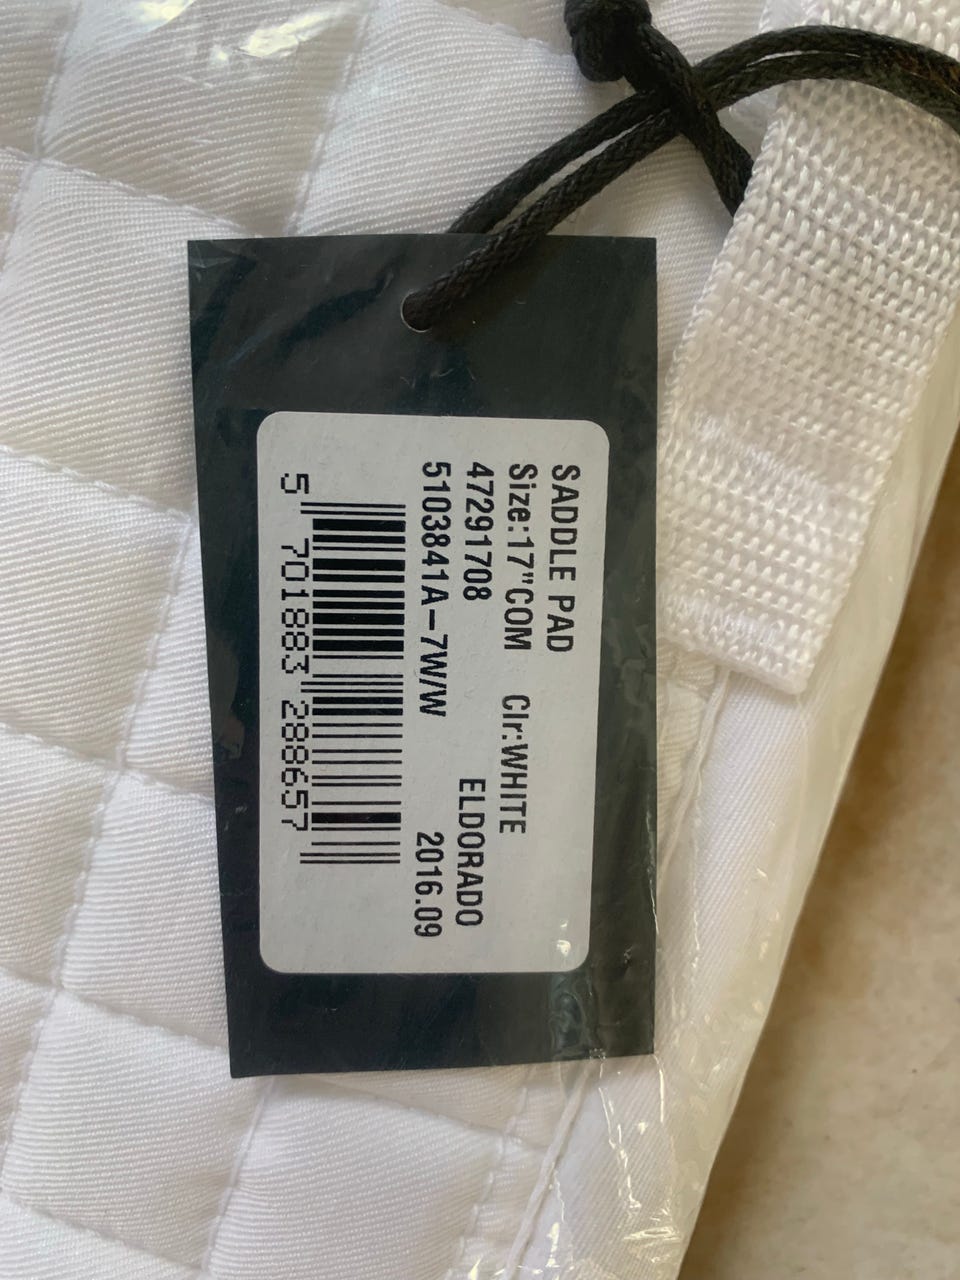 SADDLE PAD
Size:17"COM Clr:WHITE
47291708 ELDORADO
5103841A-7W/W 2016.09
5 701883 288657